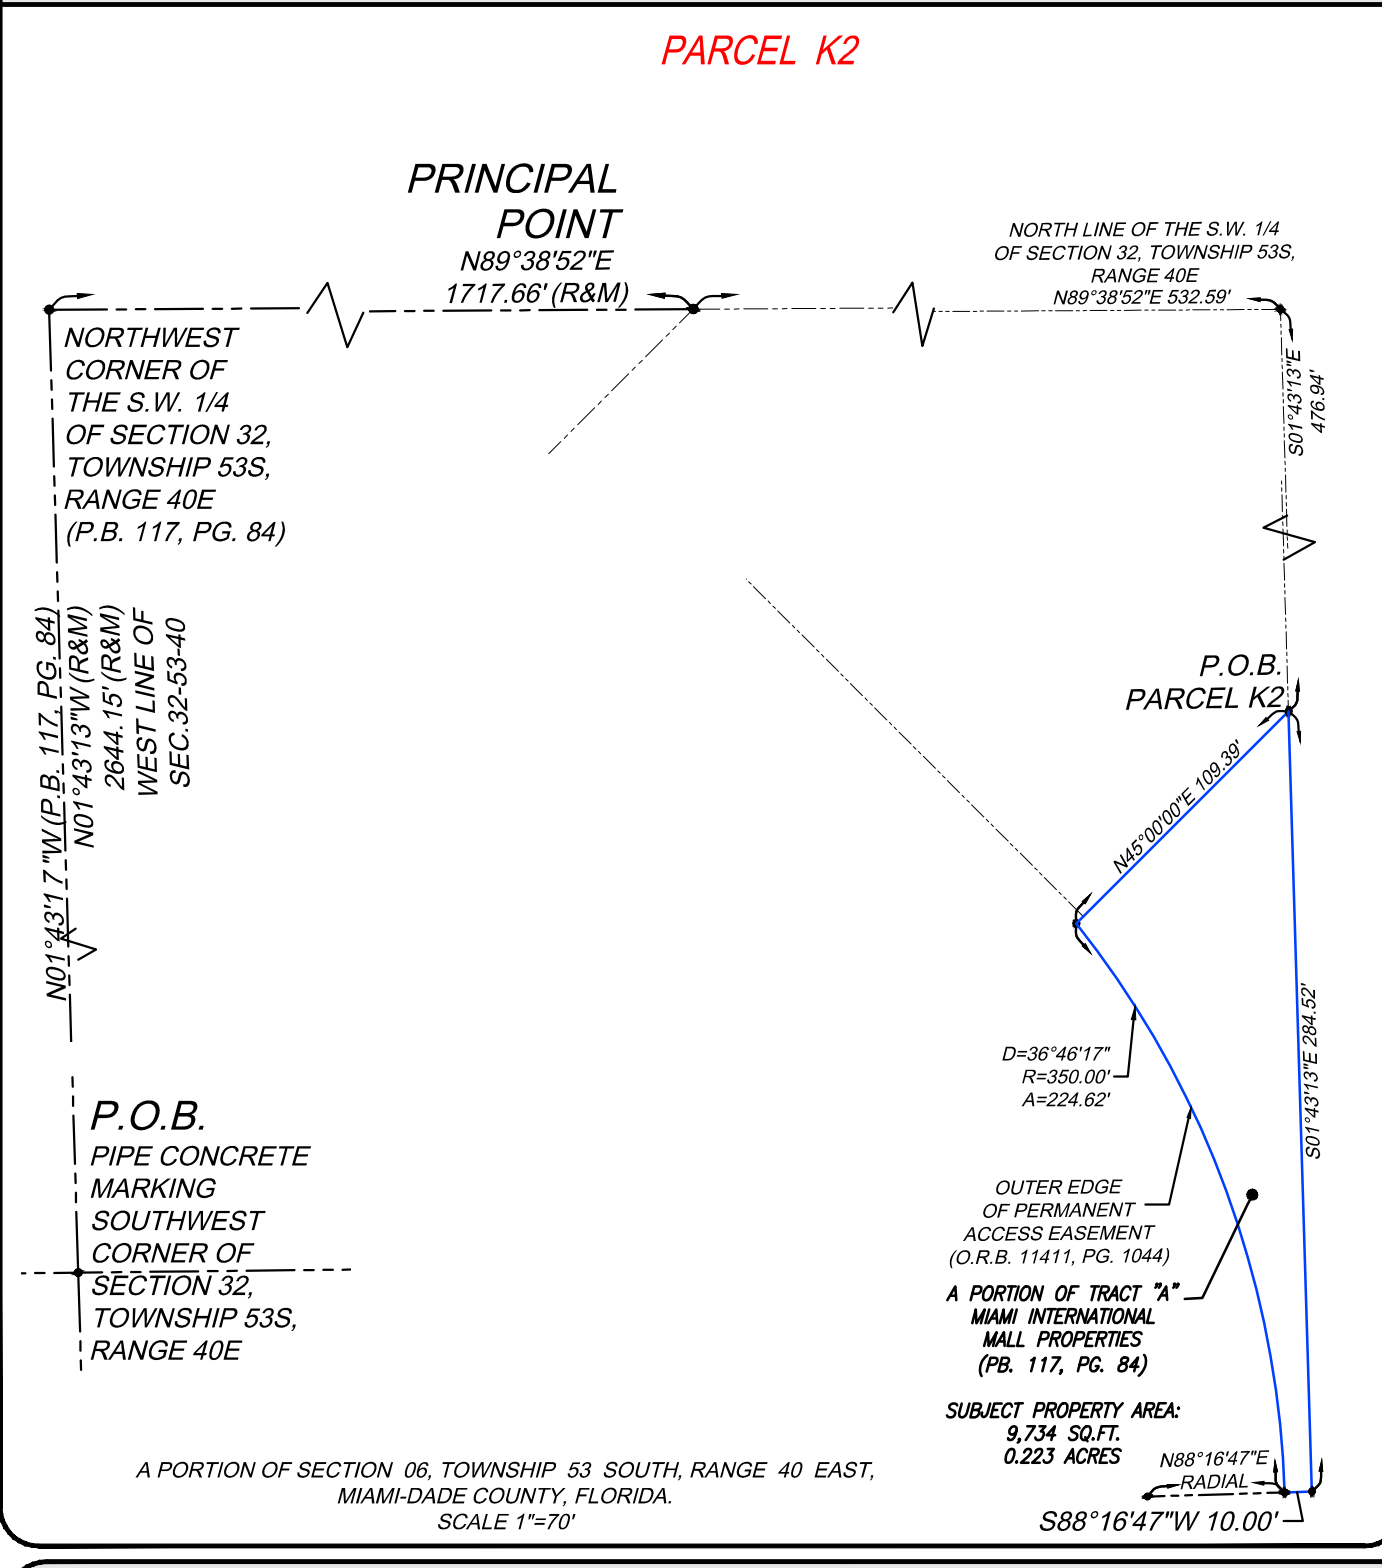 PARCEL K2
PRINCIPAL
POINT
N89°38'52"E
1717.66' (R&M)
NORTH LINE OF THE S.W. 1/4
OF SECTION 32, TOWNSHIP 53S,
RANGE 40E
N89°38'52"E 532.59'
S01°43'13"E
476.94'
NORTHWEST
CORNER OF
THE S.W. 1/4
OF SECTION 32,
TOWNSHIP 53S,
RANGE 40E
(P.B. 117, PG. 84)
N01°43'17"W (P.B. 117, PG. 84)
N01°43'13"W (R&M)
2644.15' (R&M)
WEST LINE OF
SEC.32-53-40
P.O.B.
PARCEL K2
N45°00'00"E 109.39'
S01°43'13"E 284.52'
D=36°46'17"
R=350.00'
A=224.62'
P.O.B.
PIPE CONCRETE
MARKING
SOUTHWEST
CORNER OF
SECTION 32,
TOWNSHIP 53S,
RANGE 40E
OUTER EDGE
OF PERMANENT
ACCESS EASEMENT
(O.R.B. 11411, PG. 1044)
A PORTION OF TRACT "A"
MIAMI INTERNATIONAL
MALL PROPERTIES
(PB. 117, PG. 84)
SUBJECT PROPERTY AREA:
9,734 SQ.FT.
0.223 ACRES
N88°16'47"E
RADIAL
S88°16'47"W 10.00'
A PORTION OF SECTION 06, TOWNSHIP 53 SOUTH, RANGE 40 EAST,
MIAMI-DADE COUNTY, FLORIDA.
SCALE 1"=70'